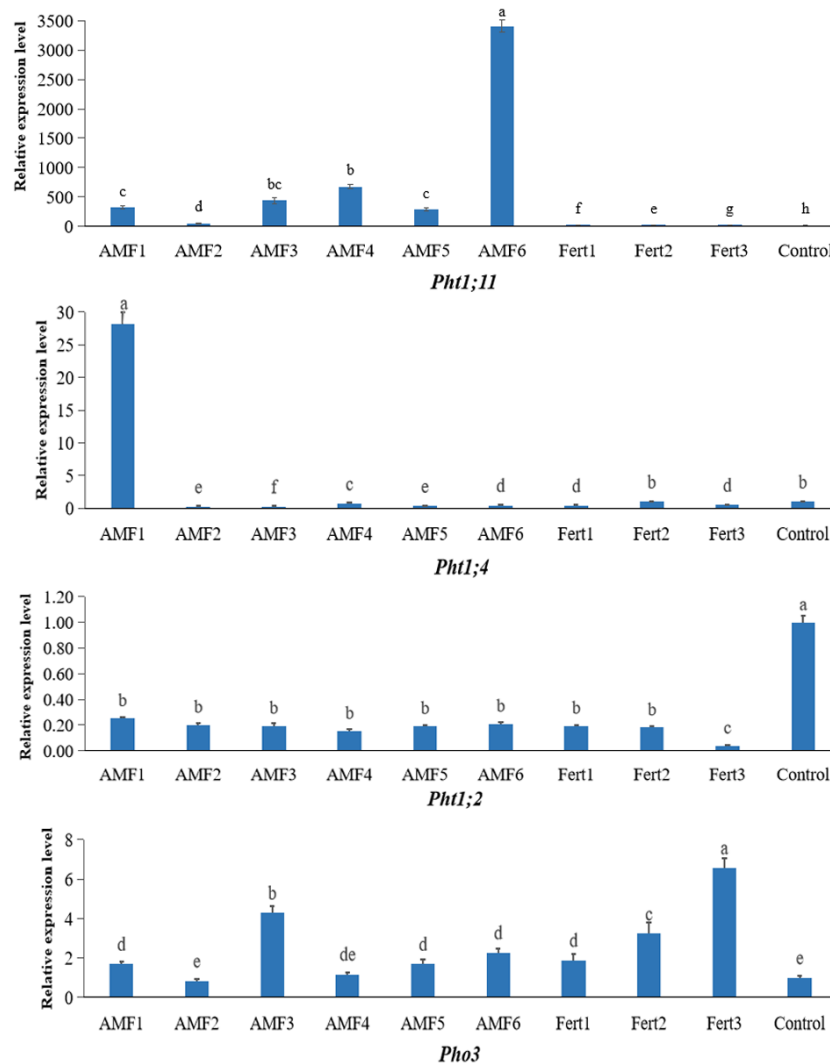 Relative expression level
3500
3000
2500
2000
1500
1000
500
0
c
d
bc
b
c
a
f
e
g
h
AMF1 AMF2 AMF3 AMF4 AMF5 AMF6 Fert1 Fert2 Fert3 Control
Pht1;11
Relative expression level
30
25
20
15
10
5
0
a
e
f
c
e
d
d
b
d
b
AMF1 AMF2 AMF3 AMF4 AMF5 AMF6 Fert1 Fert2 Fert3 Control
Pht1;4
Relative expression level
1.20
1.00
0.80
0.60
0.40
0.20
0.00
b
b
b
b
b
b
b
b
c
a
AMF1 AMF2 AMF3 AMF4 AMF5 AMF6 Fert1 Fert2 Fert3 Control
Pht1;2
Relative expression level
8
6
4
2
0
d
e
b
de
d
d
d
c
a
e
AMF1 AMF2 AMF3 AMF4 AMF5 AMF6 Fert1 Fert2 Fert3 Control
Pho3